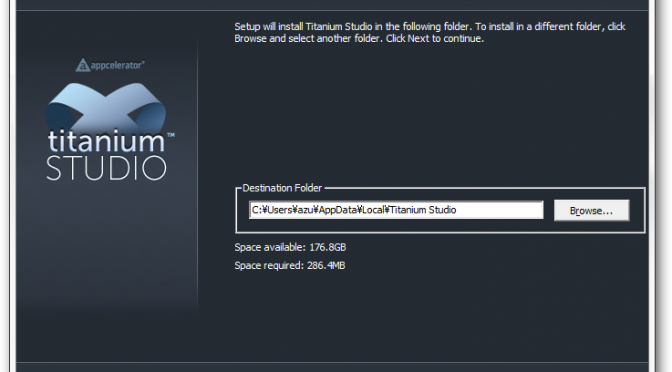 Setup will install Titanium Studio in the following folder. To install in a different folder, click
Browse and select another folder. Click Next to continue.
appcelerator®
titanium™
STUDIO
Destination Folder
C:¥Users¥azu¥AppData¥Local¥Titanium Studio
Browse...
Space available: 176.8GB
Space required: 286.4MB